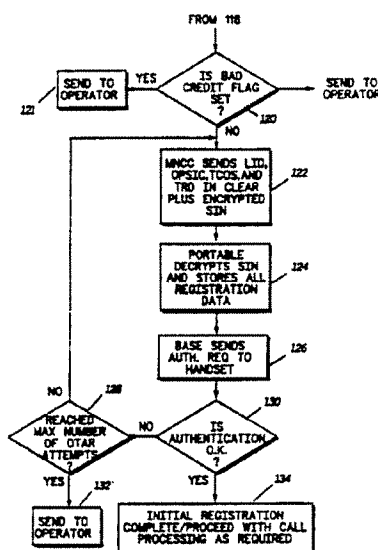 FROM 118
IS BAD
CREDIT FLAG
SET
?
YES
SEND TO
OPERATOR
121
SEND TO
OPERATOR
120
NO
MNCC SENDS LID,
OPSIC, TCOS, AND
TRD IN CLEAR
PLUS ENCRYPTED
SIN
122
PORTABLE
DECRYPTS SIN
AND STORES ALL
REGISTRATION
DATA
124
BASE SENDS
AUTH. REQ TO
HANDSET
126
NO
128
REACHED
MAX NUMBER
OF OTAR
ATTEMPTS
?
NO
130
IS
AUTHENTICATION
O.K.
?
YES
132
SEND TO
OPERATOR
YES
134
INITIAL REGISTRATION
COMPLETE/PROCEED WITH CALL
PROCESSING AS REQUIRED